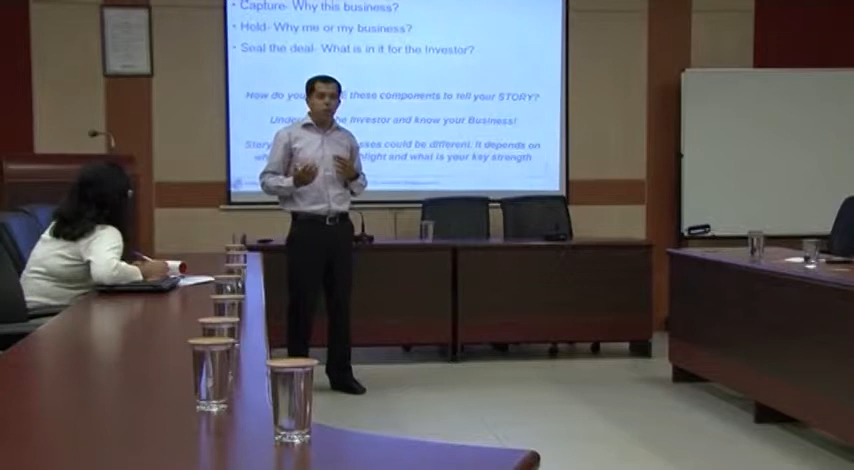 • Capture- Why this business?
• Hold- Why me or my business?
• Seal the deal- What is in it for the Investor?
How do you these components to tell your STORY?
the Investor and know your Business!
could be different. It depends on
and what is your key strength